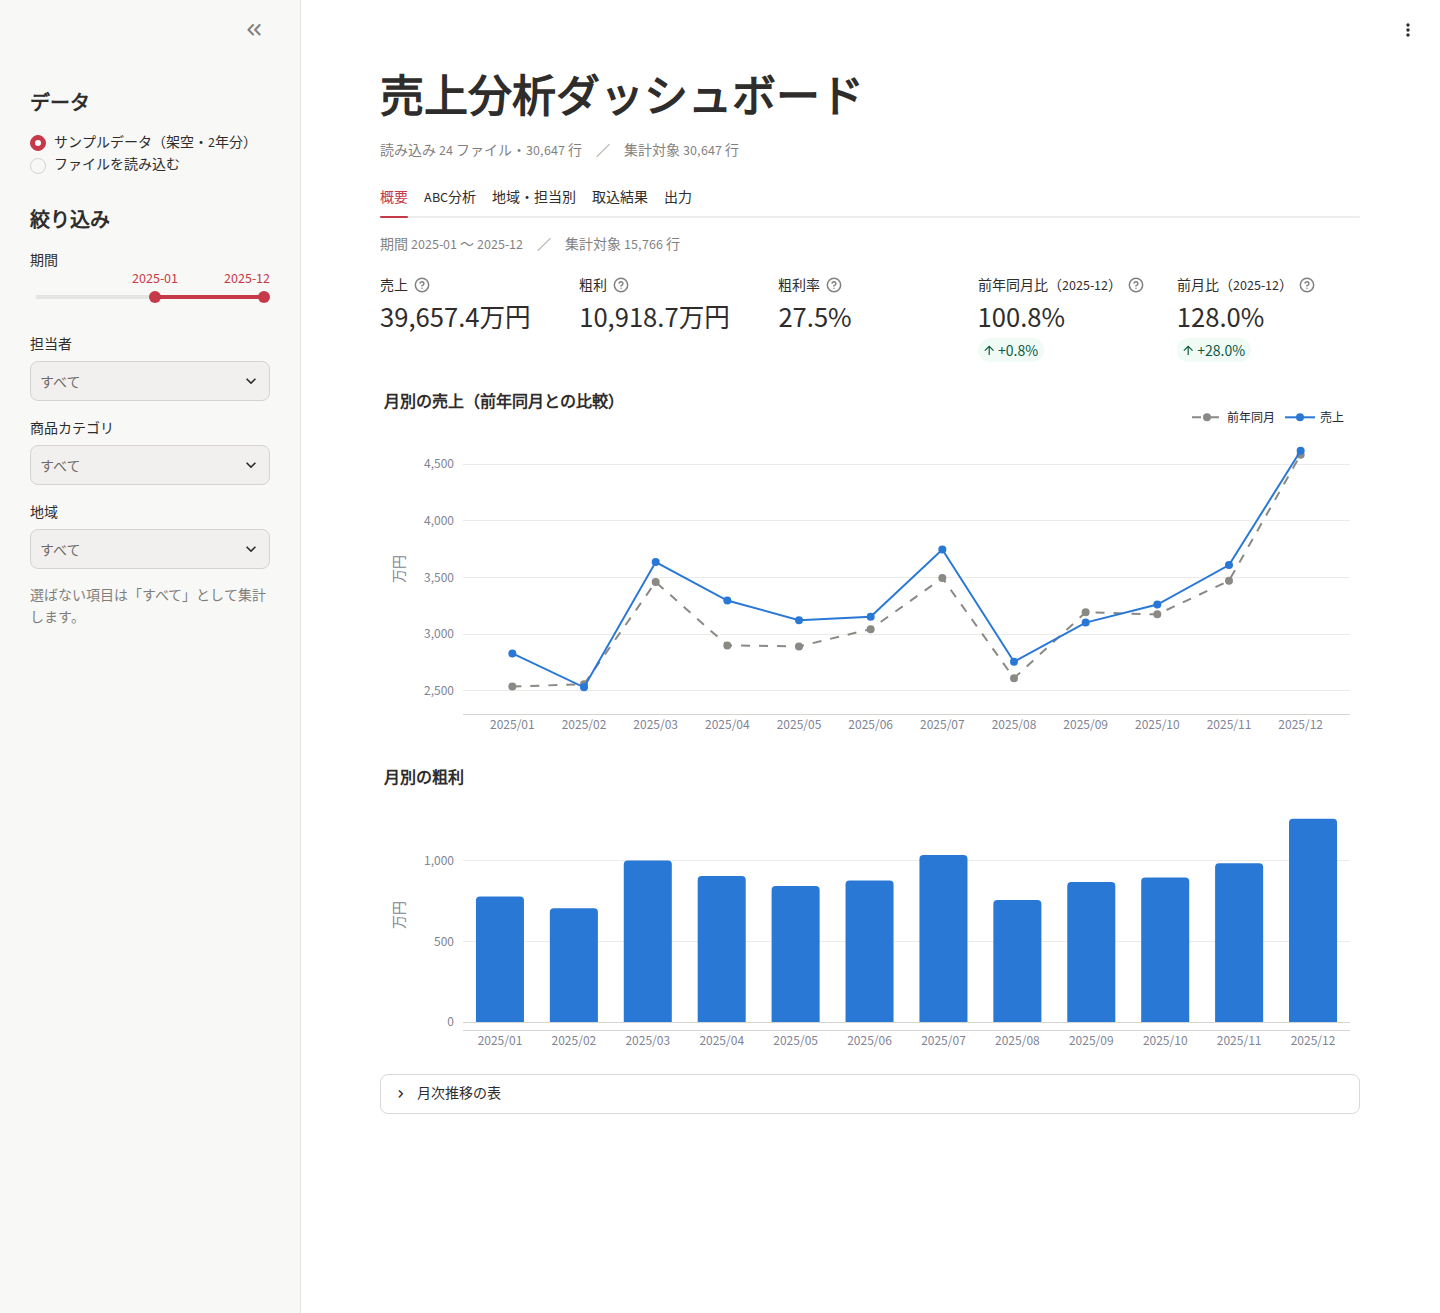 データ
サンプルデータ（架空・2年分）
ファイルを読み込む
絞り込み
期間
2025-01 2025-12
担当者
すべて
商品カテゴリ
すべて
地域
すべて
選ばない項目は「すべて」として集計
します。
売上分析ダッシュボード
読み込み 24 ファイル・30,647 行 ／ 集計対象 30,647 行
概要 ABC分析 地域・担当別 取込結果 出力
期間 2025-01 〜 2025-12 ／ 集計対象 15,766 行
売上 粗利 粗利率 前年同月比（2025-12） 前月比（2025-12）
39,657.4万円 10,918.7万円 27.5% 100.8% 128.0%
+0.8% +28.0%
月別の売上（前年同月との比較）
前年同月 売上
万円
4,500
4,000
3,500
3,000
2,500
2025/01 2025/02 2025/03 2025/04 2025/05 2025/06 2025/07 2025/08 2025/09 2025/10 2025/11 2025/12
月別の粗利
万円
1,000
500
0
2025/01 2025/02 2025/03 2025/04 2025/05 2025/06 2025/07 2025/08 2025/09 2025/10 2025/11 2025/12
月次推移の表